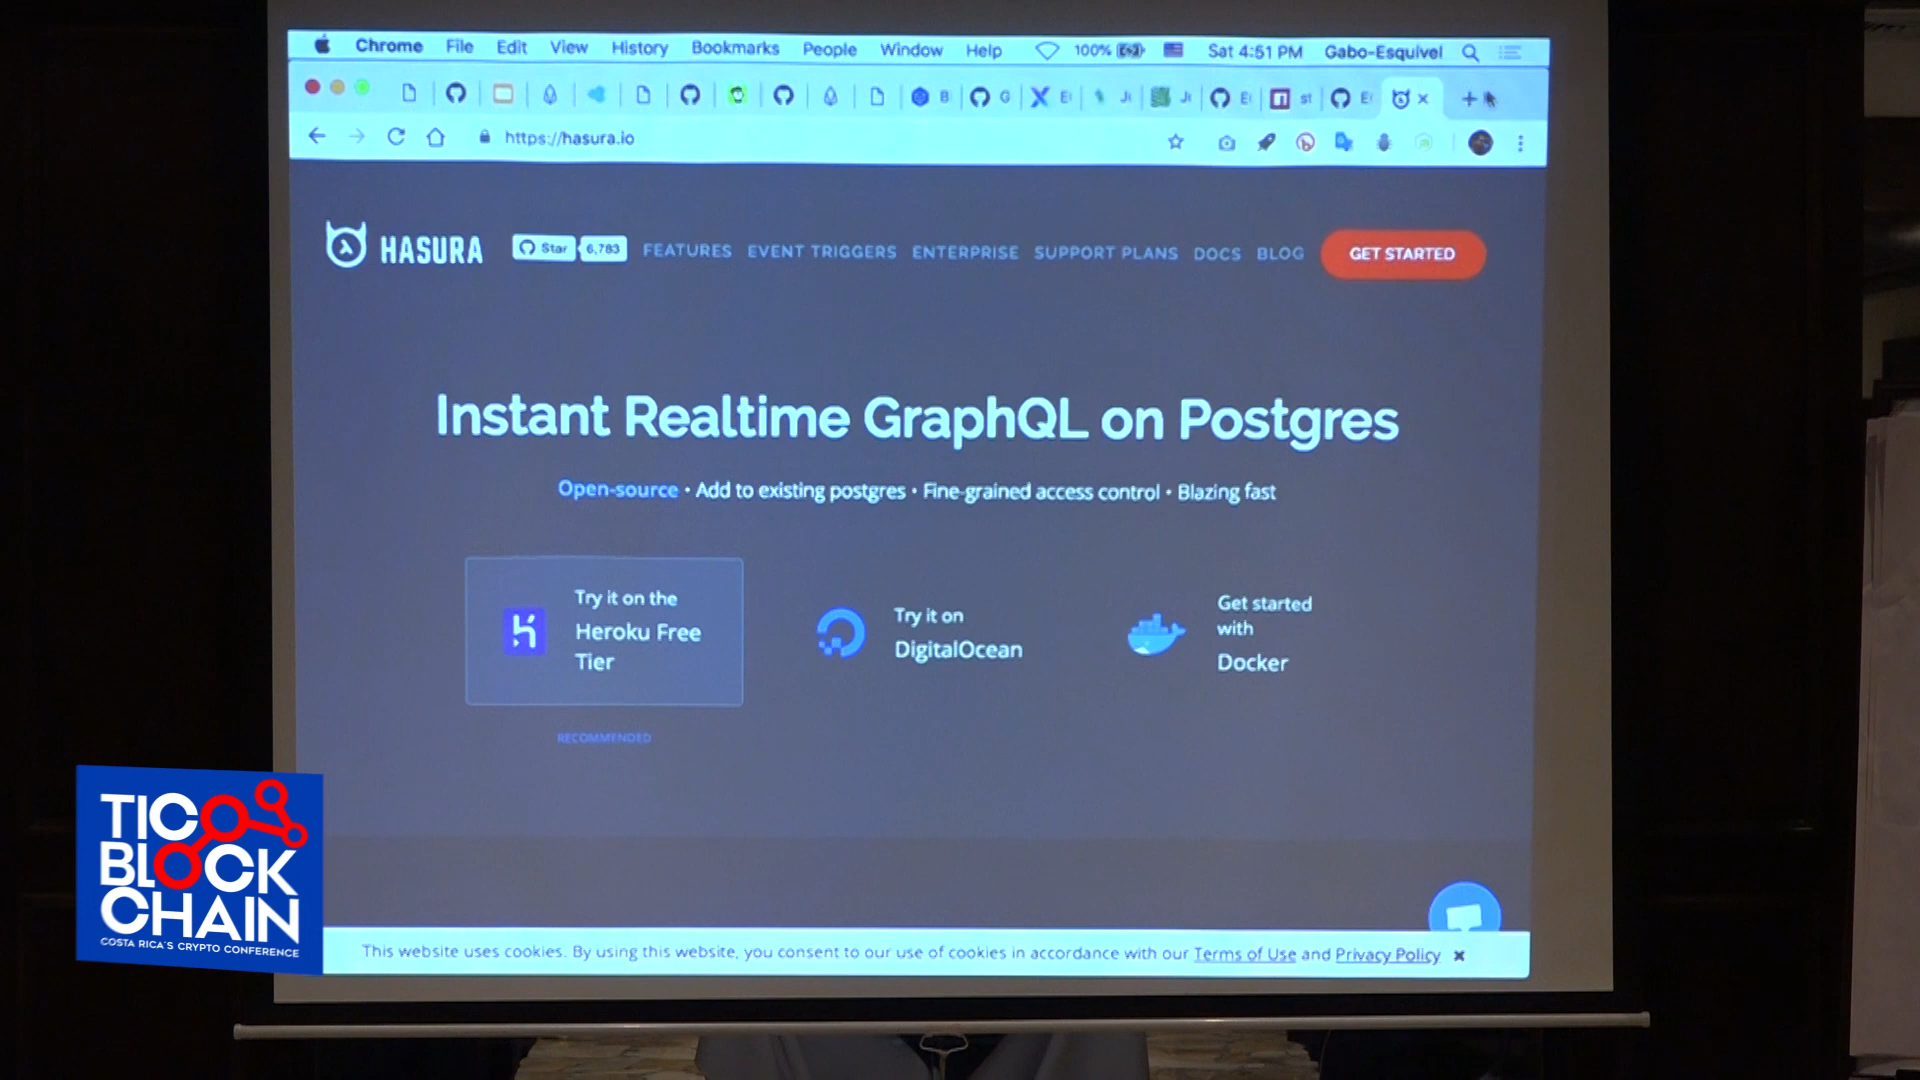 Chrome File Edit View History Bookmarks People Window Help 100% Sat 4:51 PM Gabo-Esquivel
B G E Jı Jı E st E
https://hasura.io
HASURA Star 6,783 FEATURES EVENT TRIGGERS ENTERPRISE SUPPORT PLANS DOCS BLOG GET STARTED
Instant Realtime GraphQL on Postgres
Open-source • Add to existing postgres • Fine-grained access control • Blazing fast
Try it on the
Heroku Free
Tier
RECOMMENDED
Try it on
DigitalOcean
Get started
with
Docker
This website uses cookies. By using this website, you consent to our use of cookies in accordance with our Terms of Use and Privacy Policy
TICO
BLOCK
CHAIN
COSTA RICA'S CRYPTO CONFERENCE